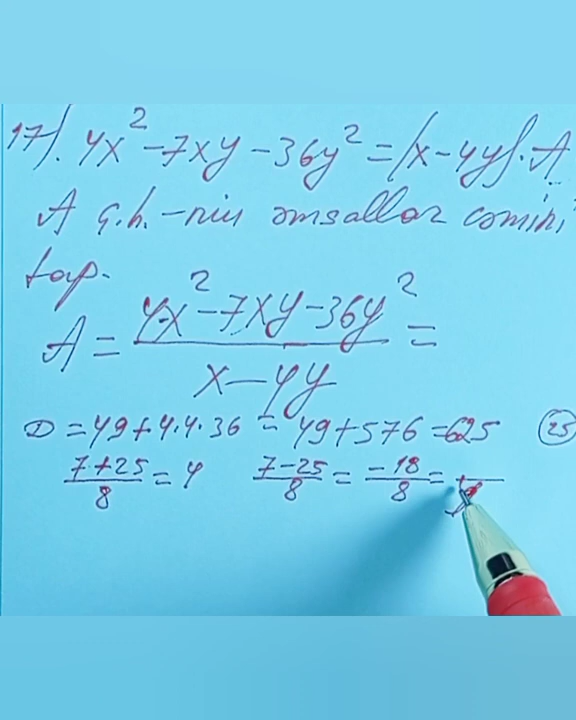 17). 4x² - 7xy - 36y² = (x - 4y) · A
A ç.h. - nin əmsallar cəmini
tap.
A = (4x² - 7xy - 36y²) / (x - 4y) =
D = 49 + 4.4.36 = 49 + 576 = 625 (25)
(7 + 25) / 8 = 4 (7 - 25) / 8 = (-18) / 8 =